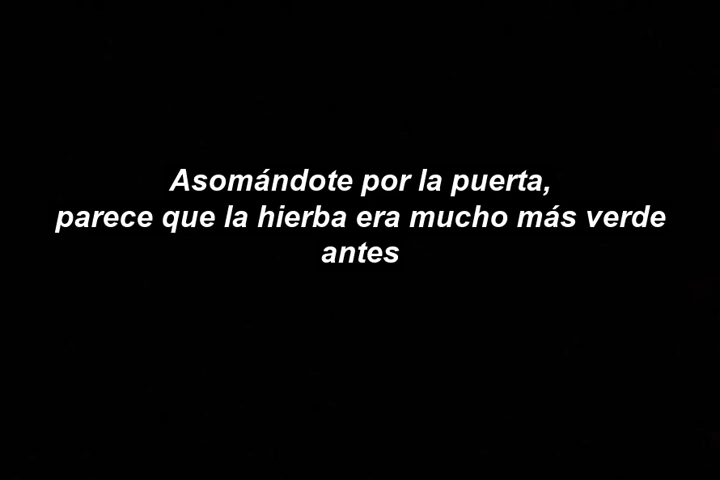 Asomándote por la puerta,
parece que la hierba era mucho más verde
antes